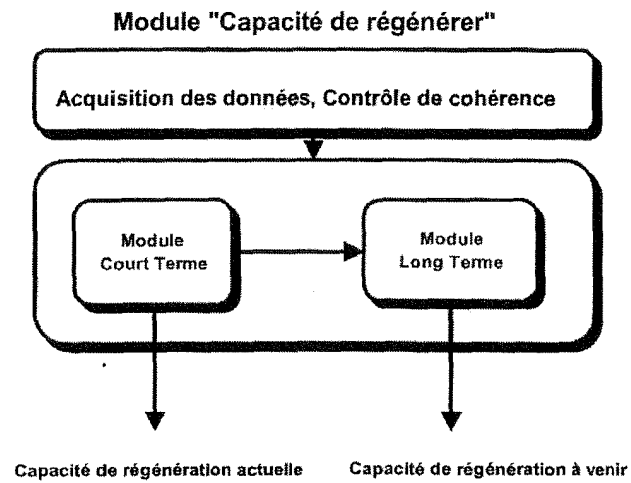 Module "Capacité de régénérer"
Acquisition des données, Contrôle de cohérence
Module
Court Terme
Module
Long Terme
Capacité de régénération actuelle
Capacité de régénération à venir